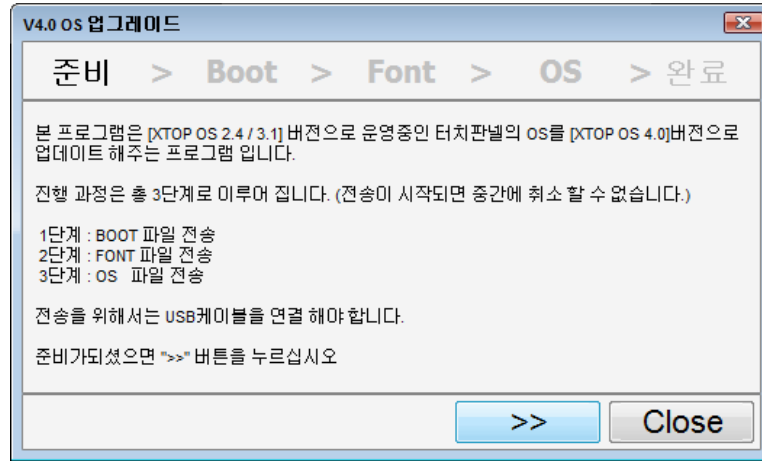 V4.0 OS 업그레이드
준비 > Boot > Font > OS > 완료
본 프로그램은 [XTOP OS 2.4 / 3.1] 버전으로 운영중인 터치판넬의 OS를 [XTOP OS 4.0]버전으로
업데이트 해주는 프로그램 입니다.
진행 과정은 총 3단계로 이루어 집니다. (전송이 시작되면 중간에 취소 할 수 없습니다.)
1단계 : BOOT 파일 전송
2단계 : FONT 파일 전송
3단계 : OS 파일 전송
전송을 위해서는 USB케이블을 연결 해야 합니다.
준비가되셨으면 ">>" 버튼을 누르십시오
>> Close